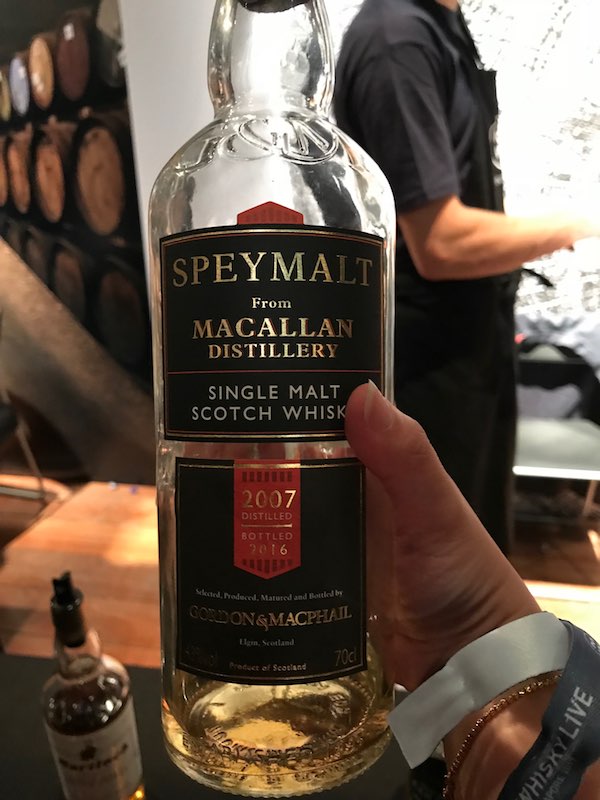 SPEYMALT
From
MACALLAN
DISTILLERY
SINGLE MALT
SCOTCH WHISK
2007
DISTILLED
BOTTLED
2016
Selected, Produced, Matured and Bottled by
GORDON&MACPHAIL
Elgin, Scotland
70cl
Product of Scotland
WHISKY L1VE